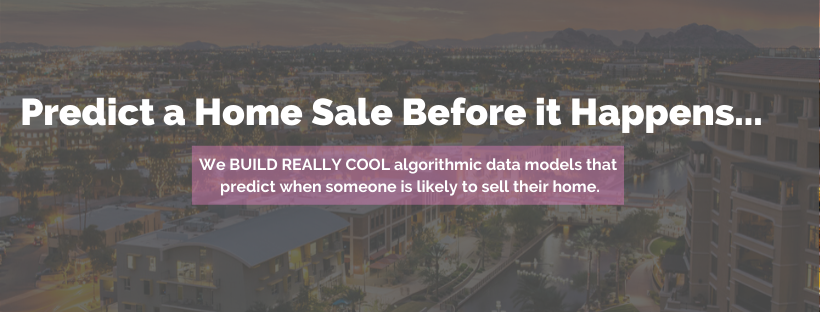 Predict a Home Sale Before it Happens...
We BUILD REALLY COOL algorithmic data models that
predict when someone is likely to sell their home.